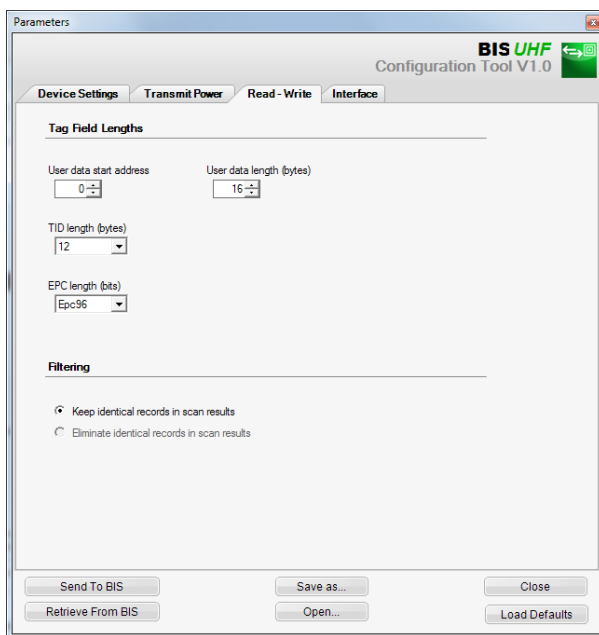 Parameters
BIS UHF
Configuration Tool V1.0
Device Settings Transmit Power Read - Write Interface
Tag Field Lengths
User data start address User data length (bytes)
0 16
TID length (bytes)
12
EPC length (bits)
Epc96
Filtering
Keep identical records in scan results
Eliminate identical records in scan results
Send To BIS Save as... Close
Retrieve From BIS Open... Load Defaults